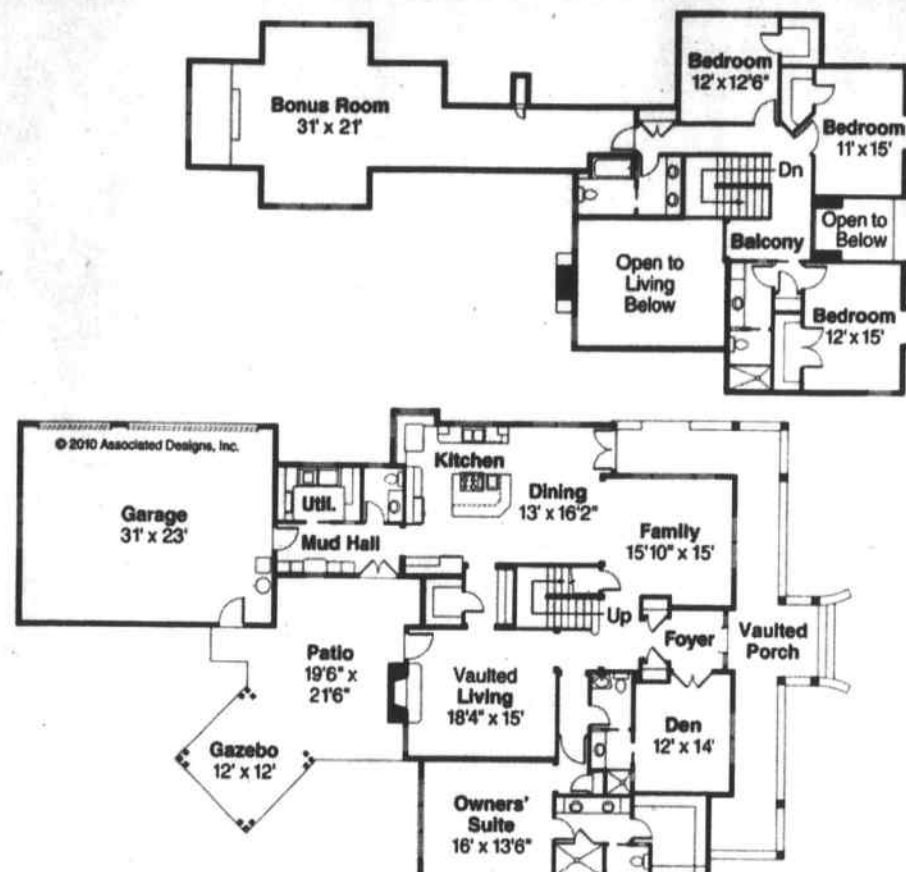 Bedroom
12' x 12'6"
Bonus Room
31' x 21'
Bedroom
11' x 15'
Dn
Open to
Below
Balcony
Open to
Living
Below
Bedroom
12' x 15'
© 2010 Associated Designs, Inc.
Kitchen
Util.
Dining
13' x 16'2"
Garage
31' x 23'
Family
15'10" x 15'
Mud Hall
Up
Foyer
Vaulted
Porch
Patio
19'6" x
21'6"
Vaulted
Living
18'4" x 15'
Den
12' x 14'
Gazebo
12' x 12'
Owners'
Suite
16' x 13'6"